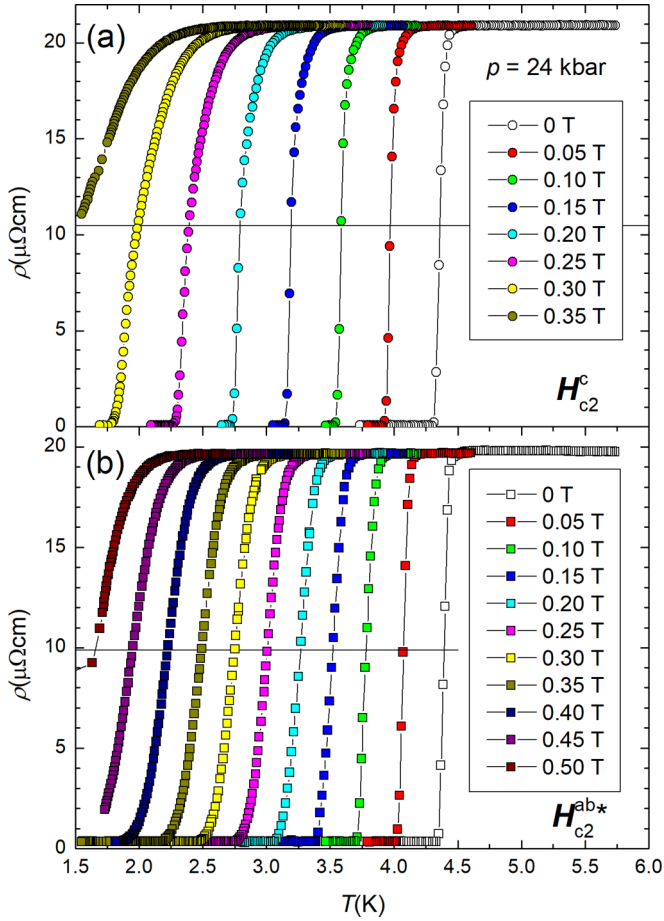 (a)
p = 24 kbar
0 T
0.05 T
0.10 T
0.15 T
0.20 T
0.25 T
0.30 T
0.35 T
H c c2
ρ(μΩcm)
20
15
10
5
0
(b)
0 T
0.05 T
0.10 T
0.15 T
0.20 T
0.25 T
0.30 T
0.35 T
0.40 T
0.45 T
0.50 T
H ab* c2
ρ(μΩcm)
20
15
10
5
0
1.5 2.0 2.5 3.0 3.5 4.0 4.5 5.0 5.5 6.0
T(K)